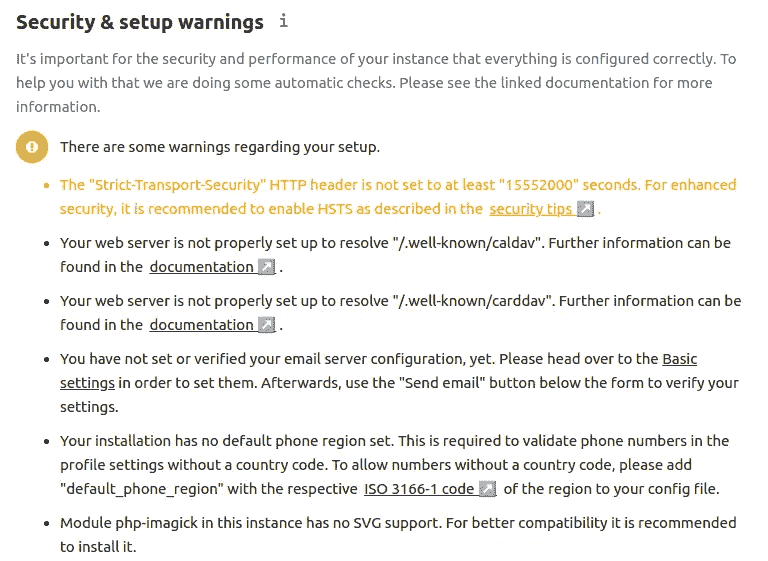 Security & setup warnings i
It's important for the security and performance of your instance that everything is configured correctly. To
help you with that we are doing some automatic checks. Please see the linked documentation for more
information.
There are some warnings regarding your setup.
The "Strict-Transport-Security" HTTP header is not set to at least "15552000" seconds. For enhanced
security, it is recommended to enable HSTS as described in the security tips ↗ .
Your web server is not properly set up to resolve "/.well-known/caldav". Further information can be
found in the documentation ↗ .
Your web server is not properly set up to resolve "/.well-known/carddav". Further information can be
found in the documentation ↗ .
You have not set or verified your email server configuration, yet. Please head over to the Basic
settings in order to set them. Afterwards, use the "Send email" button below the form to verify your
settings.
Your installation has no default phone region set. This is required to validate phone numbers in the
profile settings without a country code. To allow numbers without a country code, please add
"default_phone_region" with the respective ISO 3166-1 code ↗ of the region to your config file.
Module php-imagick in this instance has no SVG support. For better compatibility it is recommended
to install it.